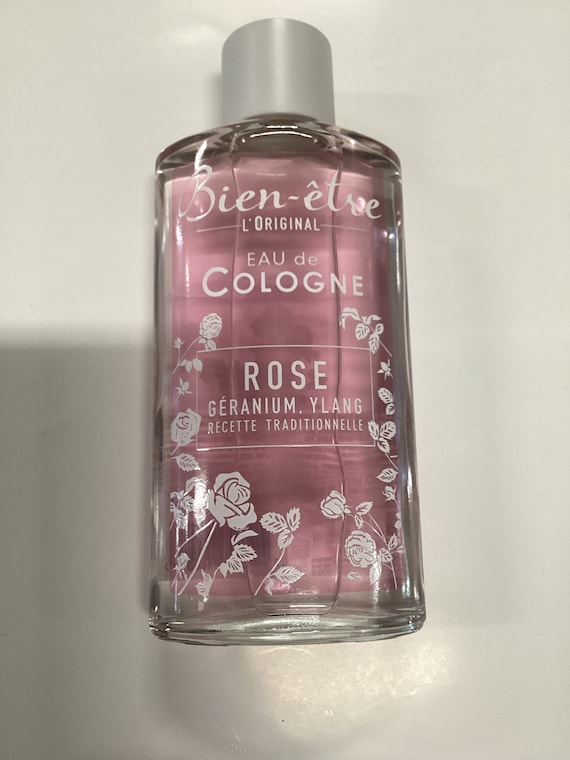 Bien-être
L'ORIGINAL
EAU de
COLOGNE
ROSE
GÉRANIUM, YLANG
RECETTE TRADITIONNELLE